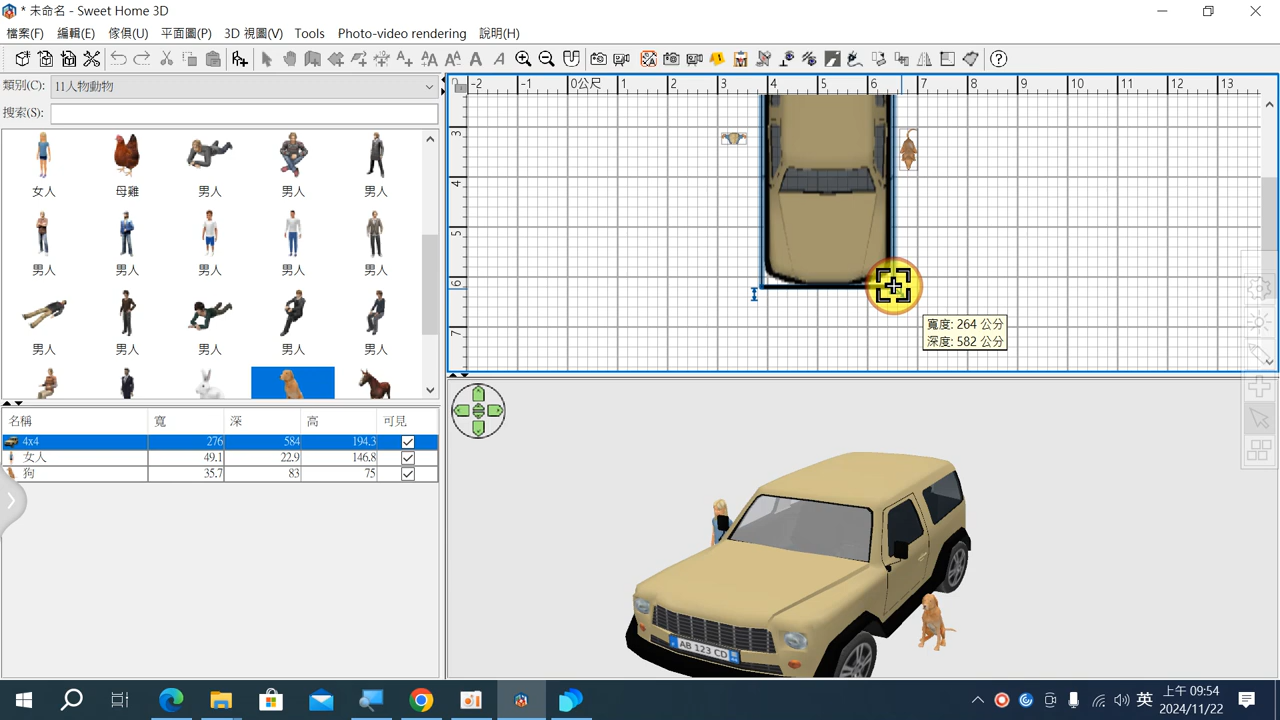 * 未命名 - Sweet Home 3D
檔案(F) 編輯(E) 傢俱(U) 平面圖(P) 3D 視圖(V) Tools Photo-video rendering 說明(H)
類別(C): 11人物動物
搜索(S):
女人 母雞 男人 男人 男人
男人 男人 男人 男人 男人
男人 男人 男人 男人 男人
名稱 寬 深 高 可見
4x4 276 584 194.3
女人 49.1 22.9 146.8
狗 35.7 83 75
-2 -1 0公尺 1 2 3 4 5 6 7 8 9 10 11 12 13
3
4
5
6
7
寬度: 264 公分
深度: 582 公分
AB 123 CD
英
上午 09:54
2024/11/22